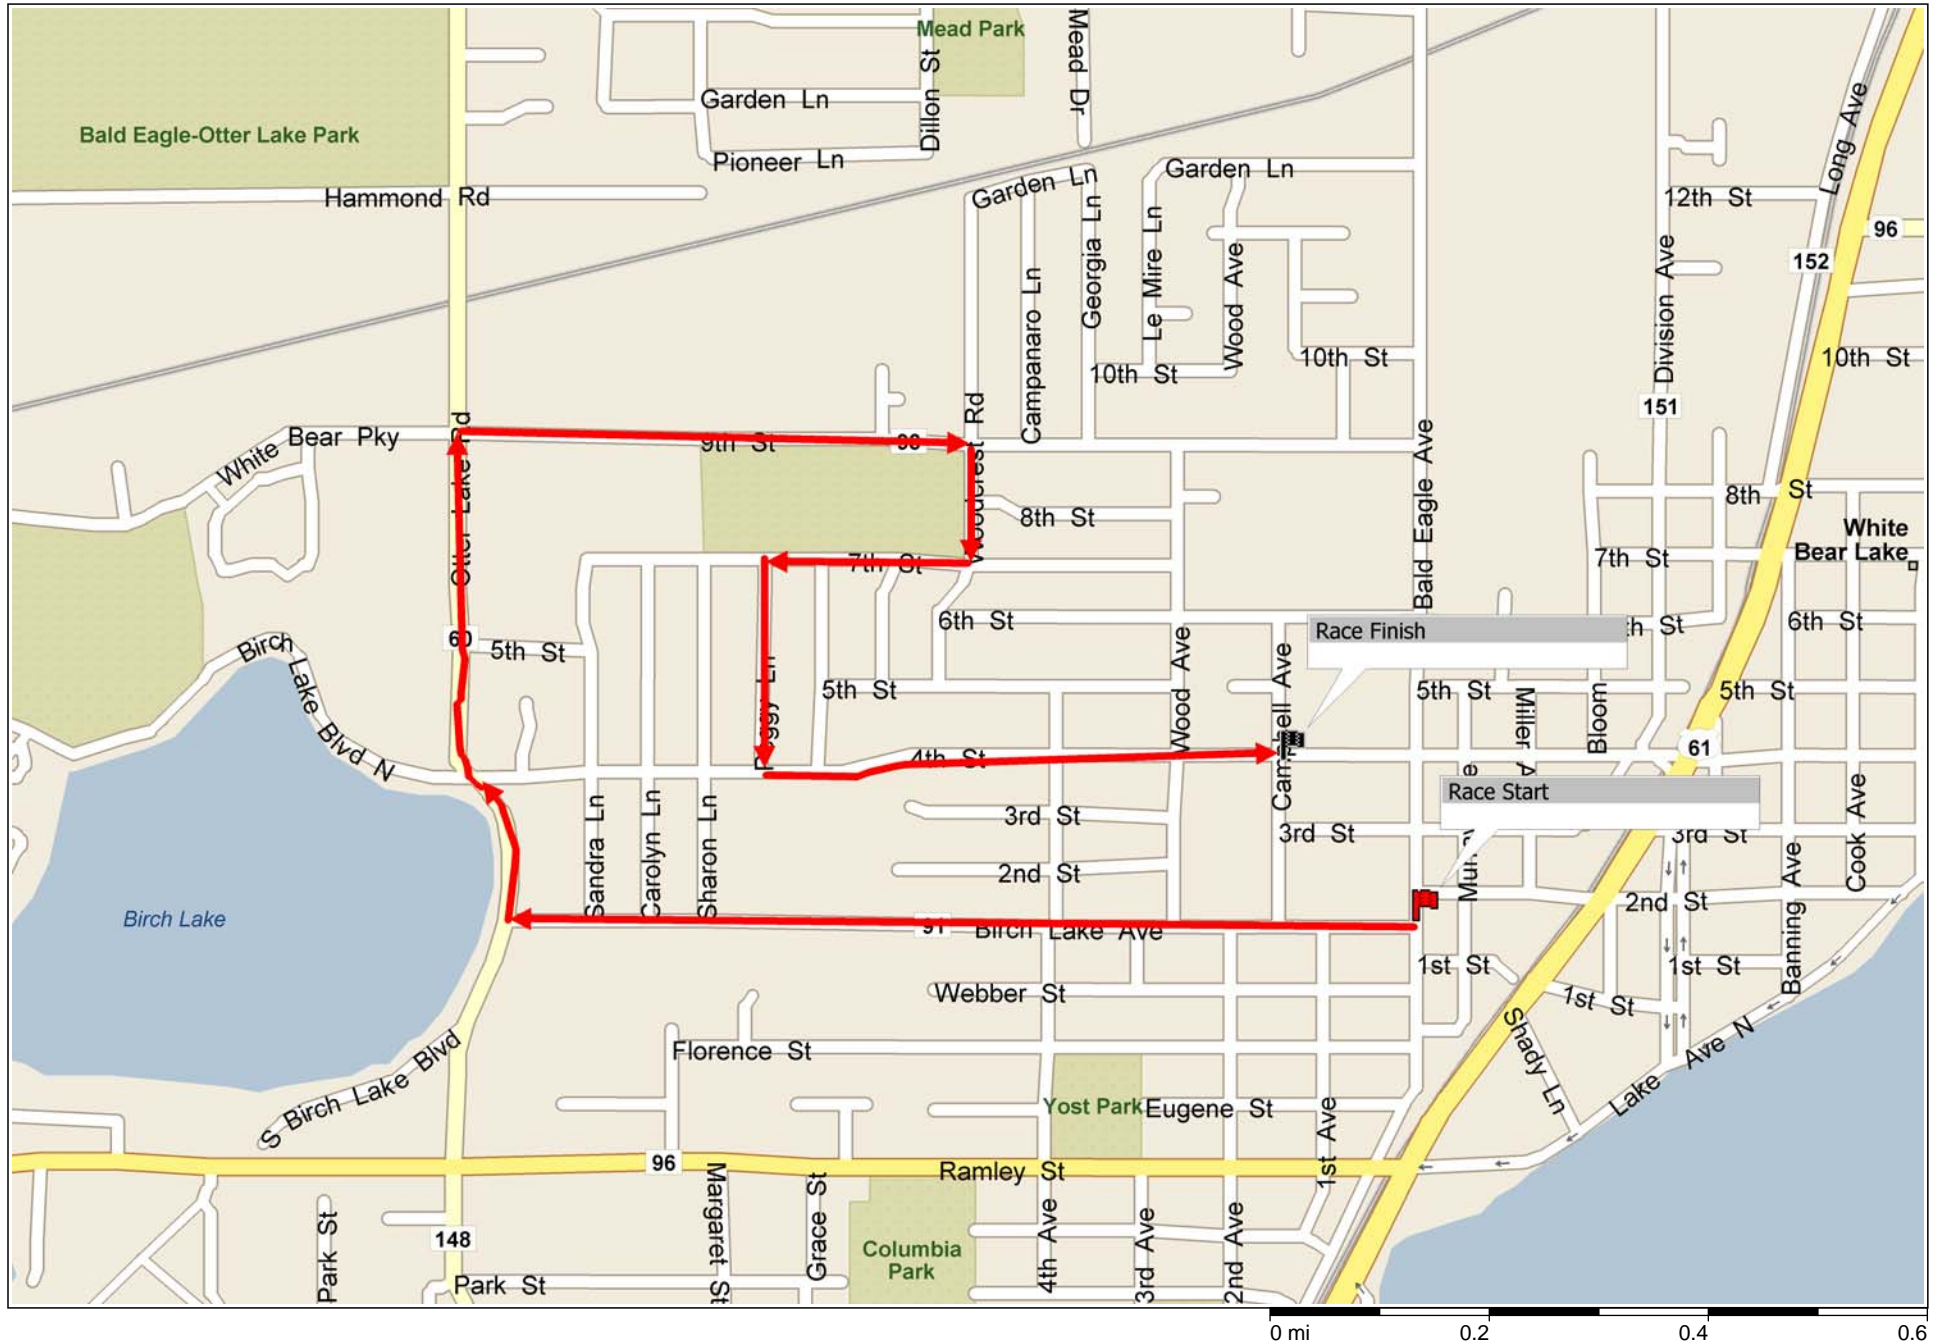 Mead Park
Mead Dr
Dillon St
Garden Ln
Long Ave
Bald Eagle-Otter Lake Park
Pioneer Ln
Garden Ln
Garden Ln
Hammond Rd
12th St
96
Georgia Ln
Le Mire Ln
Wood Ave
Division Ave
152
Campanaro Ln
10th St
10th St
10th St
151
White Bear Pky
Otter Lake Rd
9th St
Woodcrest Rd
Bald Eagle Ave
8th St
8th St
White
Bear Lake
7th St
7th St
6th St
6th St
Race Finish
60
5th St
Birch Lake Blvd N
5th St
Wood Ave
5th St
Bloom
5th St
61
4th St
Race Start
Sandra Ln
Carolyn Ln
Sharon Ln
3rd St
3rd St
3rd St
Cook Ave
2nd St
2nd St
Banning Ave
Birch Lake
91
Birch Lake Ave
Webber St
1st St
1st St
1st St
Florence St
Shady Ln
Lake Ave N
S Birch Lake Blvd
Yost Park
Eugene St
1st Ave
96
Ramley St
Margaret St
Grace St
Park St
148
Columbia
Park
4th Ave
3rd Ave
2nd Ave
Park St
0 mi 0.2 0.4 0.6